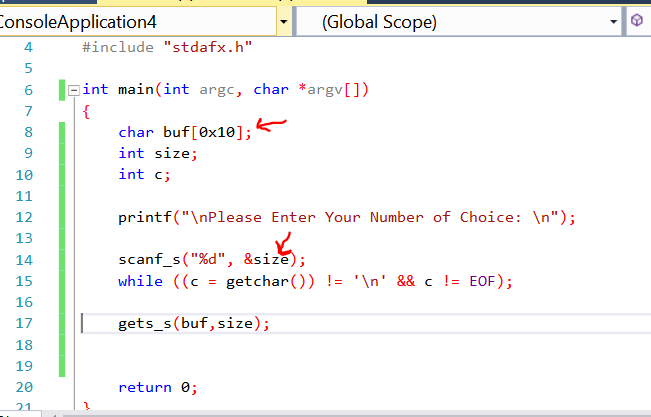 ConsoleApplication4 (Global Scope)
4 #include "stdafx.h"
5
6 int main(int argc, char *argv[])
7 {
8 char buf[0x10];
9 int size;
10 int c;
11
12 printf("\nPlease Enter Your Number of Choice: \n");
13
14 scanf_s("%d", &size);
15 while ((c = getchar()) != '\n' && c != EOF);
16
17 gets_s(buf,size);
18
19
20 return 0;
21 }